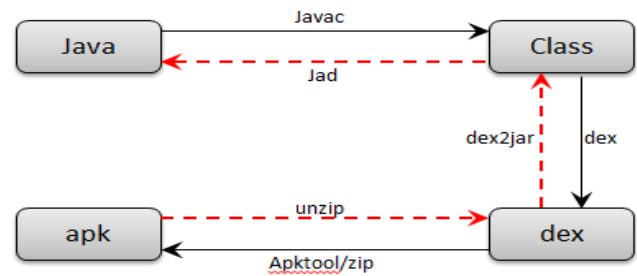 Javac
Java
Class
Jad
dex2jar
dex
unzip
apk
dex
Apktool/zip